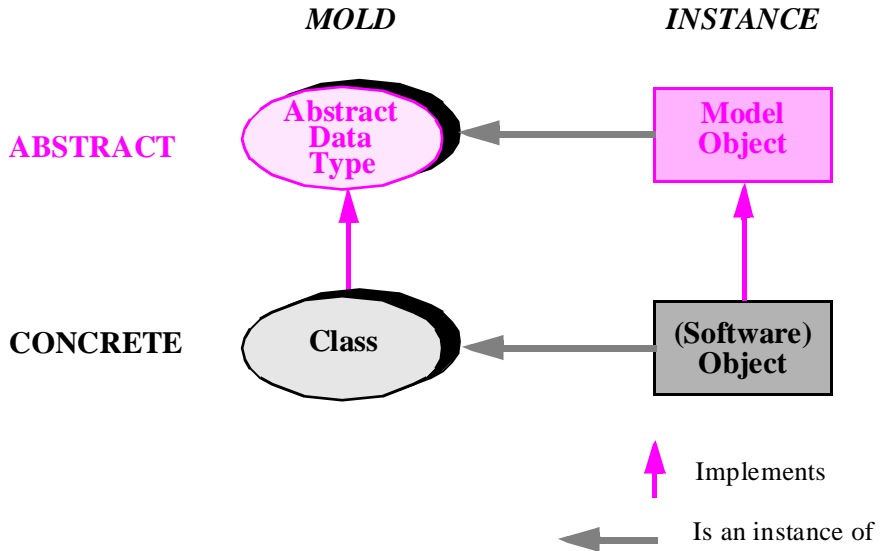 MOLD
INSTANCE
Abstract
Data
Type
Model
Object
ABSTRACT
CONCRETE
Class
(Software)
Object
Implements
Is an instance of